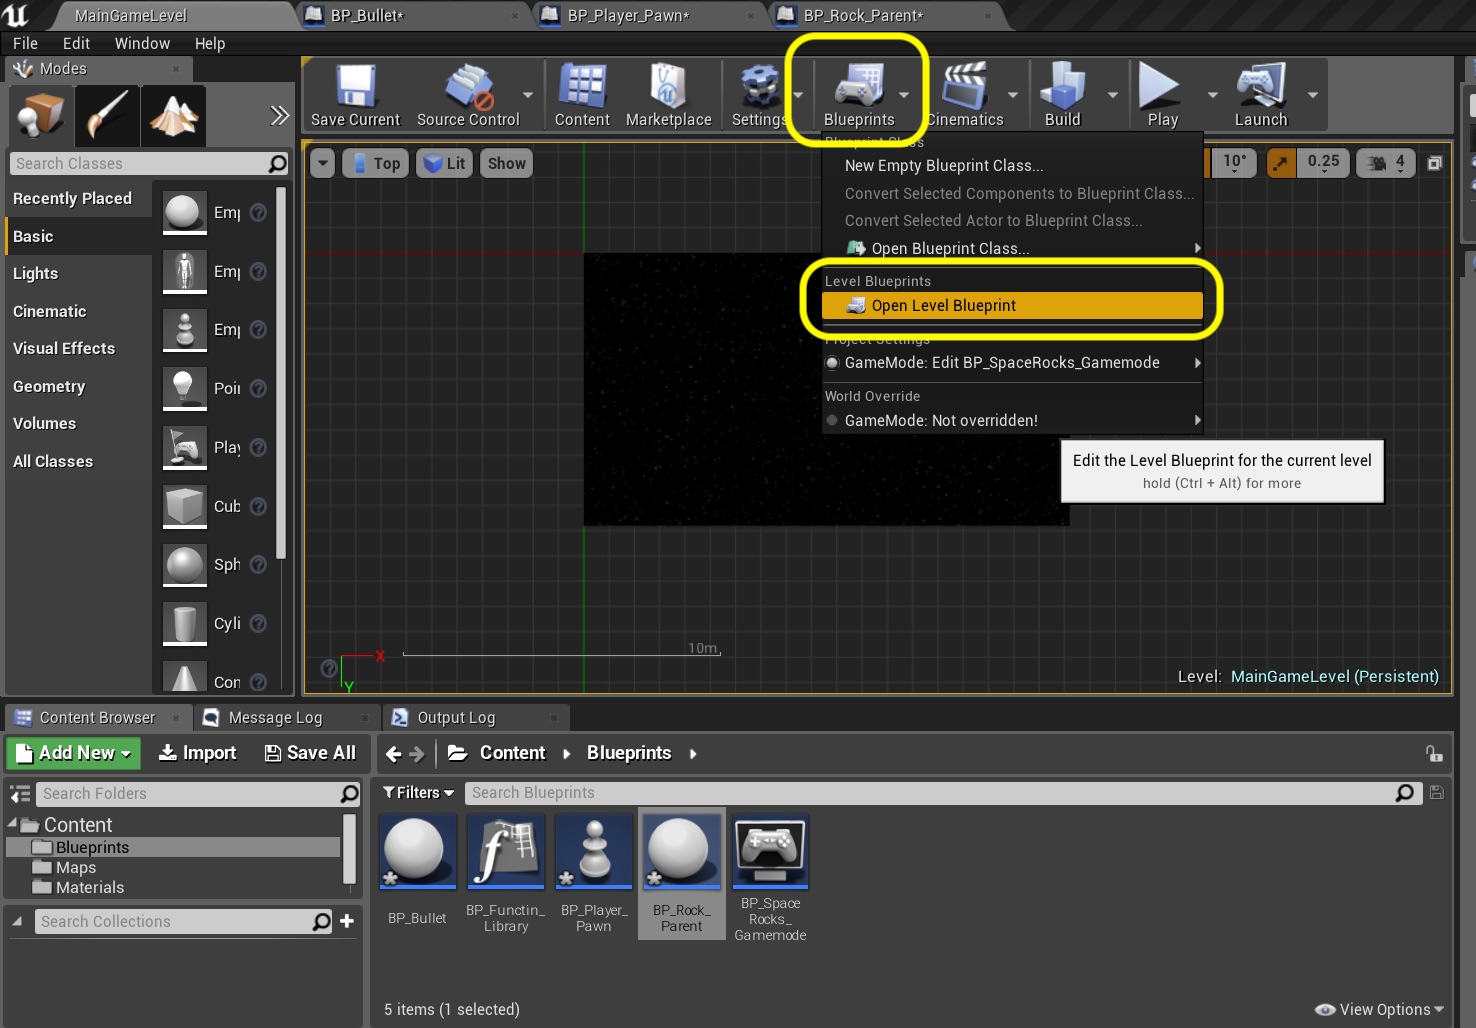 MainGameLevel
BP_Bullet*
BP_Player_Pawn*
BP_Rock_Parent*
File Edit Window Help
Modes
Save Current Source Control Content Marketplace Settings Blueprints Cinematics Build Play Launch
Search Classes
Recently Placed
Basic
Lights
Cinematic
Visual Effects
Geometry
Volumes
All Classes
Emp
Emp
Emp
Poir
Play
Cub
Sph
Cyli
Con
Top Lit Show
10° 0.25 4
Blueprint Class
New Empty Blueprint Class...
Convert Selected Components to Blueprint Class...
Convert Selected Actor to Blueprint Class...
Open Blueprint Class...
Level Blueprints
Open Level Blueprint
Project Settings
GameMode: Edit BP_SpaceRocks_Gamemode
World Override
GameMode: Not overridden!
Edit the Level Blueprint for the current level
hold (Ctrl + Alt) for more
10m
X
Y
Level: MainGameLevel (Persistent)
Content Browser
Message Log
Output Log
Add New Import Save All
Content Blueprints
Search Folders
Content
Blueprints
Maps
Materials
Search Collections
Filters
Search Blueprints
BP_Bullet
BP_Functin_
Library
BP_Player_
Pawn
BP_Rock_
Parent
BP_Space
Rocks_
Gamemode
5 items (1 selected)
View Options